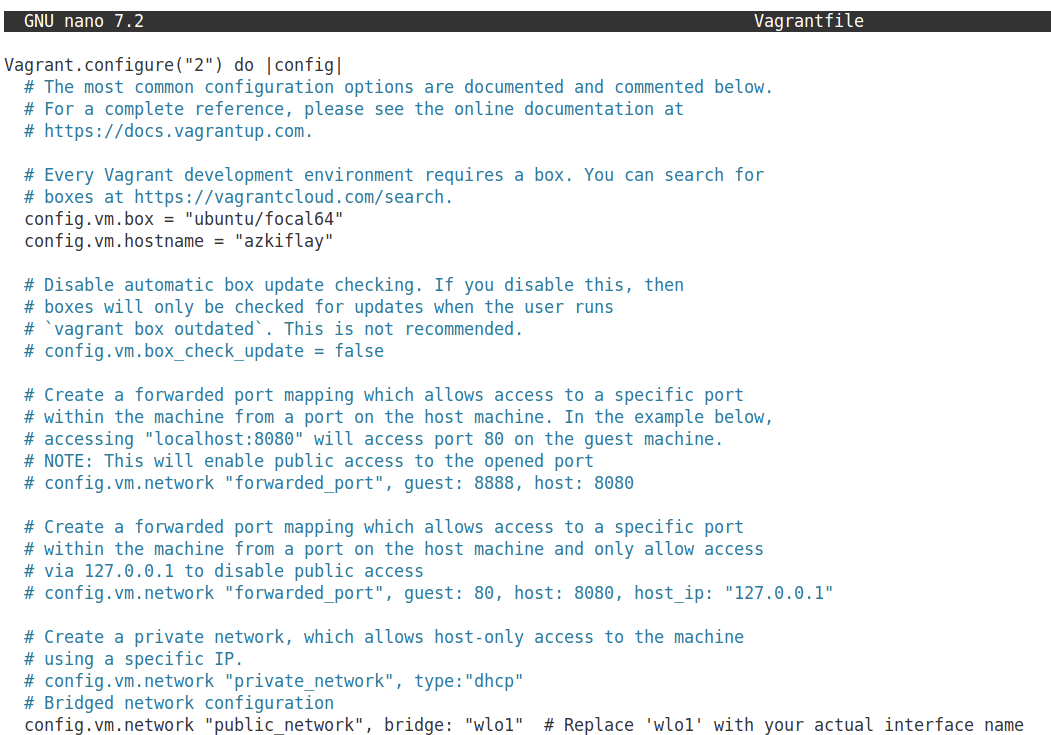 GNU nano 7.2 Vagrantfile
Vagrant.configure("2") do |config|
# The most common configuration options are documented and commented below.
# For a complete reference, please see the online documentation at
# https://docs.vagrantup.com.
# Every Vagrant development environment requires a box. You can search for
# boxes at https://vagrantcloud.com/search.
config.vm.box = "ubuntu/focal64"
config.vm.hostname = "azkiflay"
# Disable automatic box update checking. If you disable this, then
# boxes will only be checked for updates when the user runs
# `vagrant box outdated`. This is not recommended.
# config.vm.box_check_update = false
# Create a forwarded port mapping which allows access to a specific port
# within the machine from a port on the host machine. In the example below,
# accessing "localhost:8080" will access port 80 on the guest machine.
# NOTE: This will enable public access to the opened port
# config.vm.network "forwarded_port", guest: 8888, host: 8080
# Create a forwarded port mapping which allows access to a specific port
# within the machine from a port on the host machine and only allow access
# via 127.0.0.1 to disable public access
# config.vm.network "forwarded_port", guest: 80, host: 8080, host_ip: "127.0.0.1"
# Create a private network, which allows host-only access to the machine
# using a specific IP.
# config.vm.network "private_network", type:"dhcp"
# Bridged network configuration
config.vm.network "public_network", bridge: "wlo1"  # Replace 'wlo1' with your actual interface name